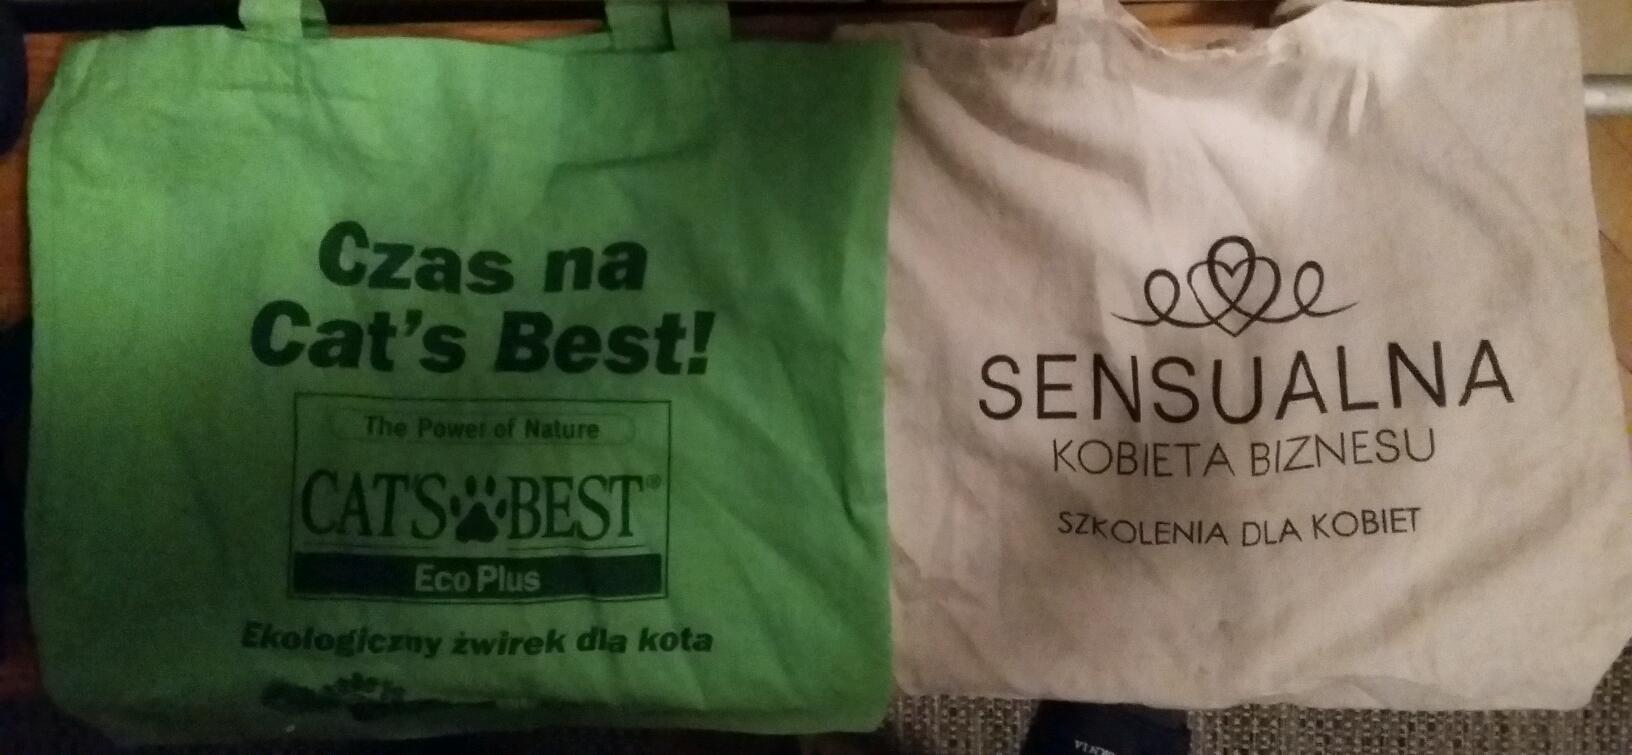 Czas na
Cat's Best!
The Power of Nature
CAT'S BEST®
Eco Plus
Ekologiczny żwirek dla kota
SENSUALNA
KOBIETA BIZNESU
SZKOLENIA DLA KOBIET